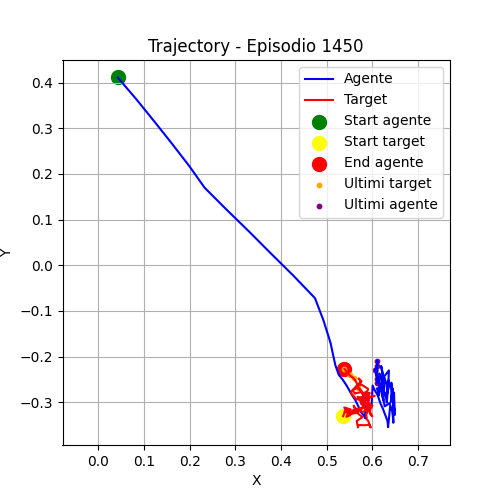 Trajectory - Episodio 1450
Agente
Target
Start agente
Start target
End agente
Ultimi target
Ultimi agente
0.4
0.3
0.2
0.1
0.0
−0.1
−0.2
−0.3
Y
0.0 0.1 0.2 0.3 0.4 0.5 0.6 0.7
X